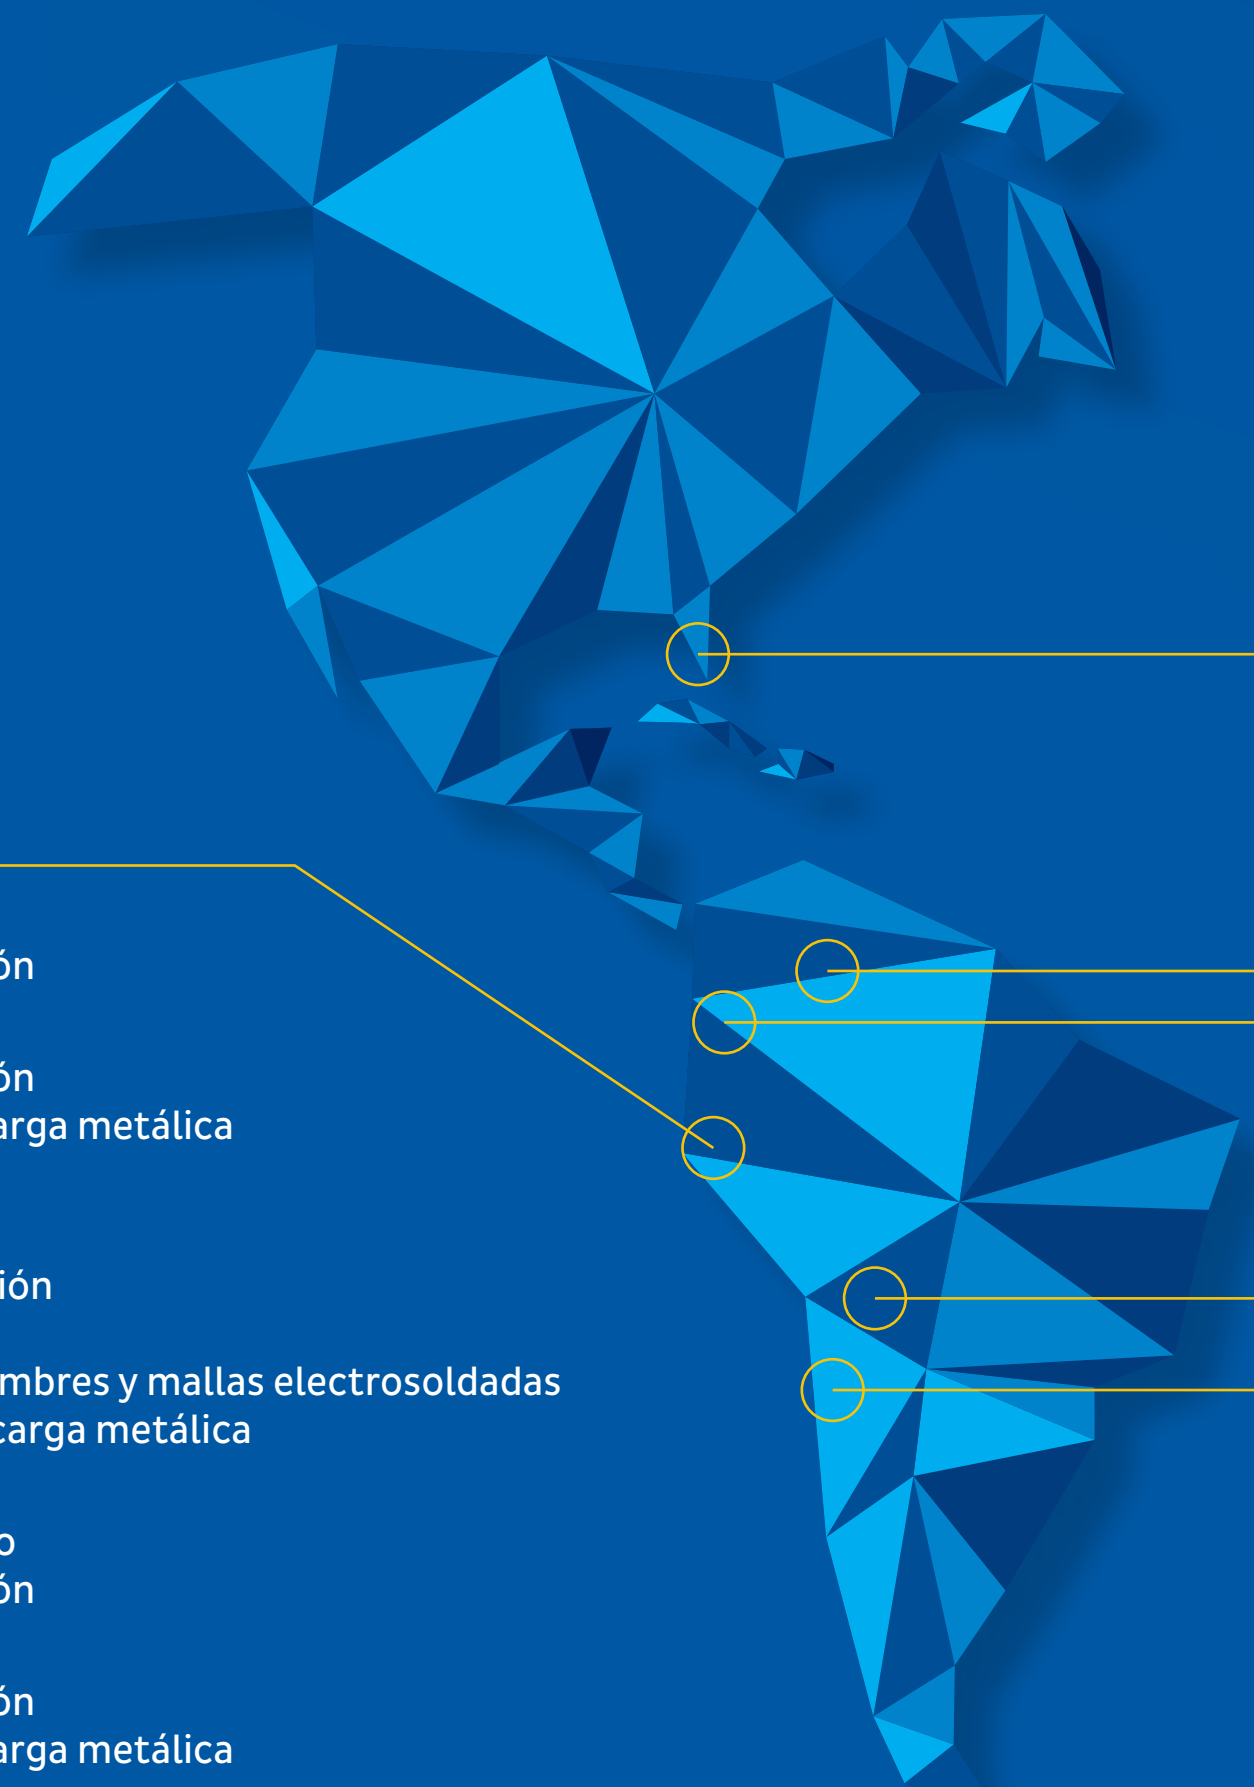 ón
ón
arga metálica
ión
mbres y mallas electrosoldadas
carga metálica
o
ón
ón
arga metálica